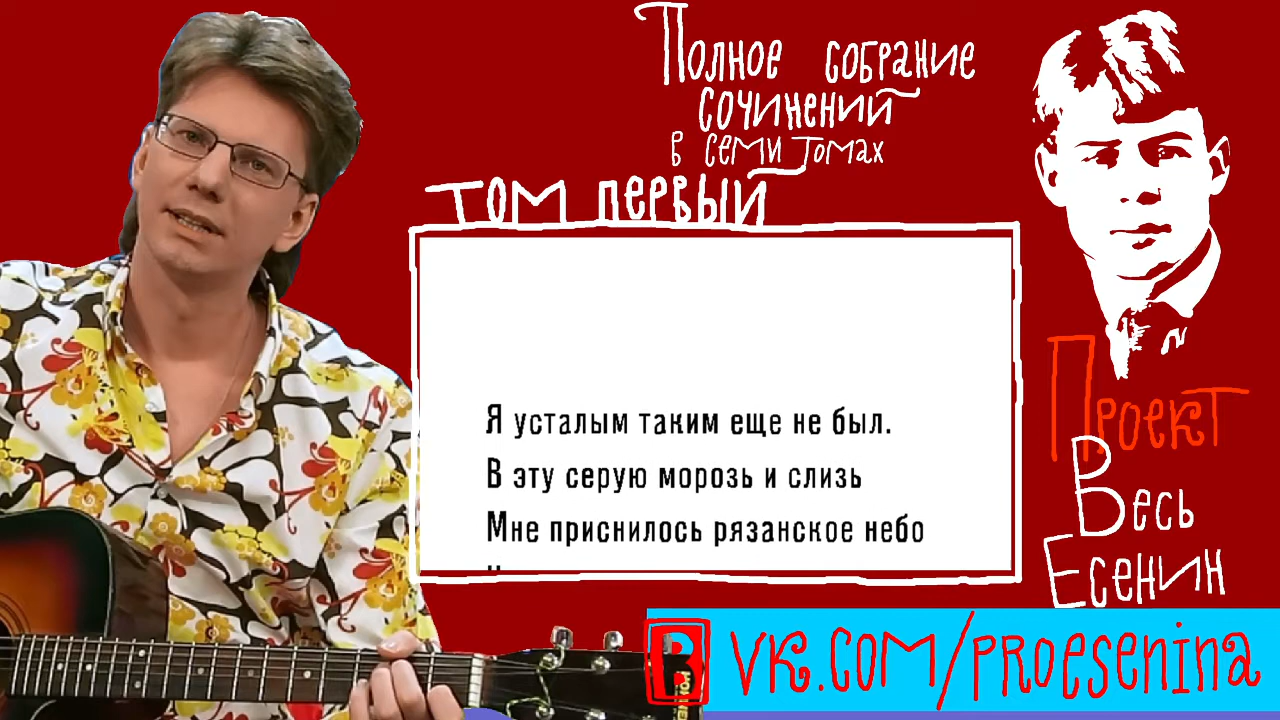 Полное собрание
сочинений
в семи томах
том первый
Я усталым таким еще не был.
В эту серую морозь и слизь
Мне приснилось рязанское небо
Проект
Весь
Есенин
В vk.com/proesenina